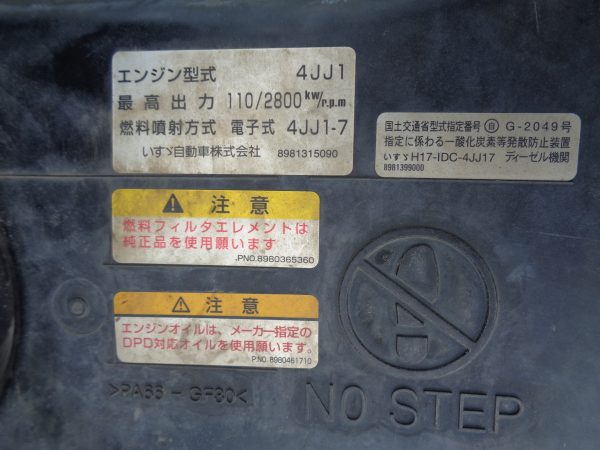 エンジン型式 4JJ1
最高出力 110/2800 kW/r.p.m
燃料噴射方式 電子式 4JJ1-7
いすゞ自動車株式会社 8981315090
国土交通省型式指定番号 自 G-2049号
指定に係わる一酸化炭素等発散防止装置
いすゞH17-IDC-4JJ17 ディーゼル機関
8981399000
注意
燃料フィルタエレメントは
純正品を使用願います
PNO.8980365360
注意
エンジンオイルは、メーカー指定の
DPD対応オイルを使用願います。
P.NO.8980461710
>PA66-GF30<
NO STEP